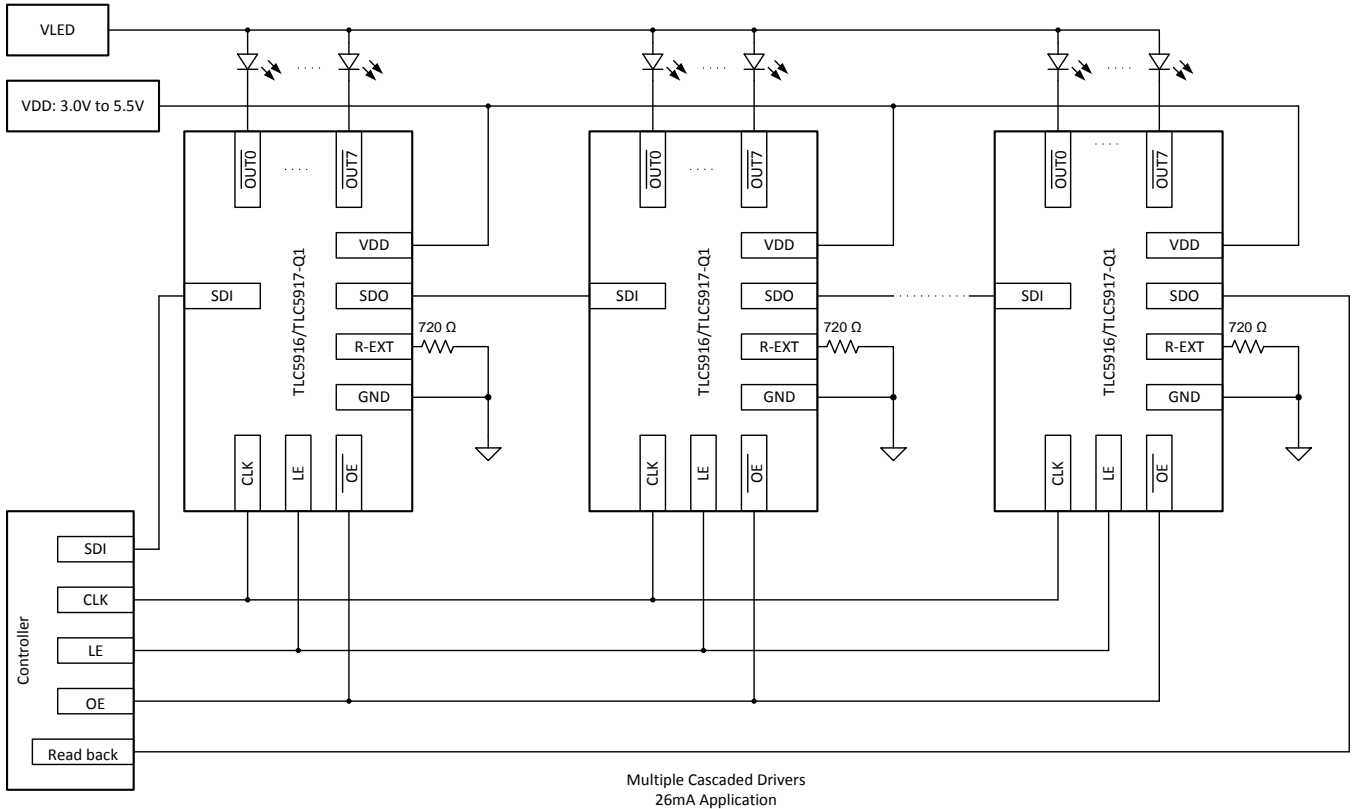 VLED
VDD: 3.0V to 5.5V
OUT0
....
OUT7
VDD
SDI
SDO
R-EXT
720 Ω
GND
CLK
LE
OE
TLC5916/TLC5917-Q1
OUT0
....
OUT7
VDD
SDI
SDO
R-EXT
720 Ω
GND
CLK
LE
OE
TLC5916/TLC5917-Q1
OUT0
....
OUT7
VDD
SDI
SDO
R-EXT
720 Ω
GND
CLK
LE
OE
TLC5916/TLC5917-Q1
Controller
SDI
CLK
LE
OE
Read back
Multiple Cascaded Drivers
26mA Application